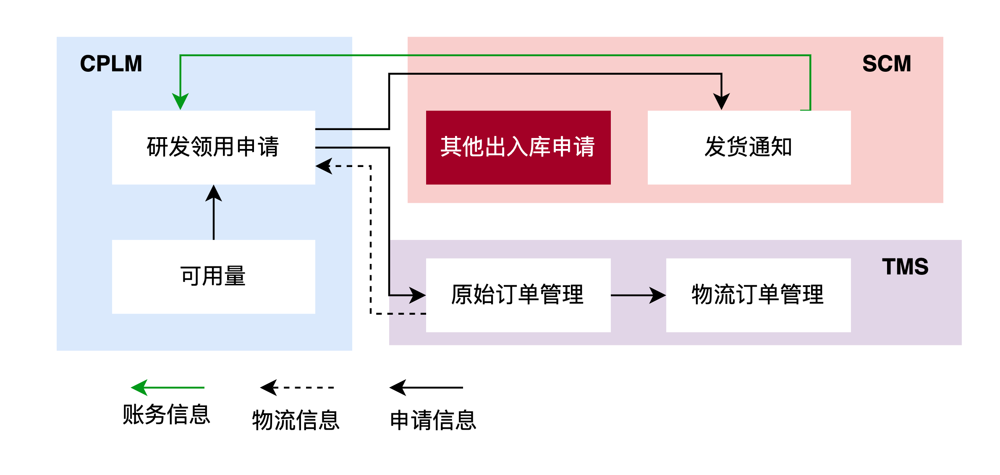 CPLM
SCM
研发领用申请
其他出入库申请
发货通知
可用量
TMS
原始订单管理
物流订单管理
账务信息
物流信息
申请信息